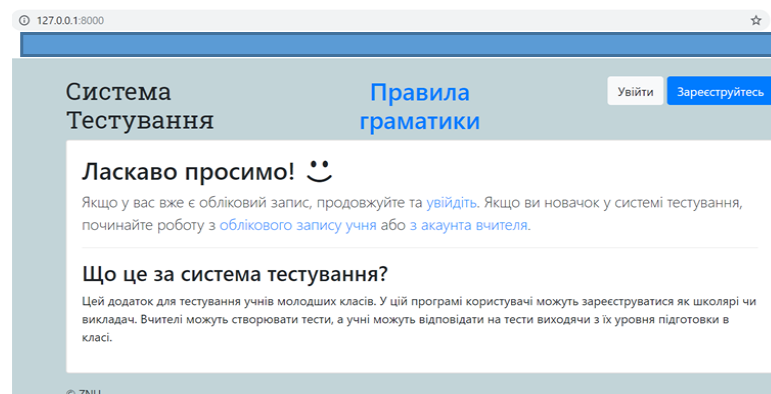 127.0.0.1:8000
Система
Тестування
Правила
граматики
Увійти
Зареєструйтесь
Ласкаво просимо!
Якщо у вас вже є обліковий запис, продовжуйте та увійдіть. Якщо ви новачок у системі тестування,
починайте роботу з облікового запису учня або з акаунта вчителя.
Що це за система тестування?
Цей додаток для тестування учнів молодших класів. У цій програмі користувачі можуть зареєструватися як школярі чи
викладач. Вчителі можуть створювати тести, а учні можуть відповідати на тести виходячи з їх уровня підготовки в
класі.